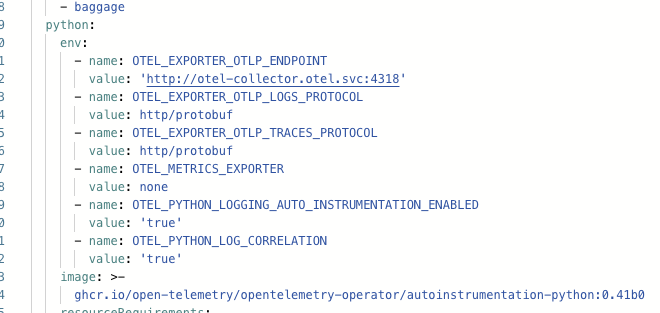 8 - baggage
9 python:
0 env:
1 - name: OTEL_EXPORTER_OTLP_ENDPOINT
2 value: 'http://otel-collector.otel.svc:4318'
3 - name: OTEL_EXPORTER_OTLP_LOGS_PROTOCOL
4 value: http/protobuf
5 - name: OTEL_EXPORTER_OTLP_TRACES_PROTOCOL
6 value: http/protobuf
7 - name: OTEL_METRICS_EXPORTER
8 value: none
9 - name: OTEL_PYTHON_LOGGING_AUTO_INSTRUMENTATION_ENABLED
0 value: 'true'
1 - name: OTEL_PYTHON_LOG_CORRELATION
2 value: 'true'
3 image: >-
4 ghcr.io/open-telemetry/opentelemetry-operator/autoinstrumentation-python:0.41b0
resourceRequirements: